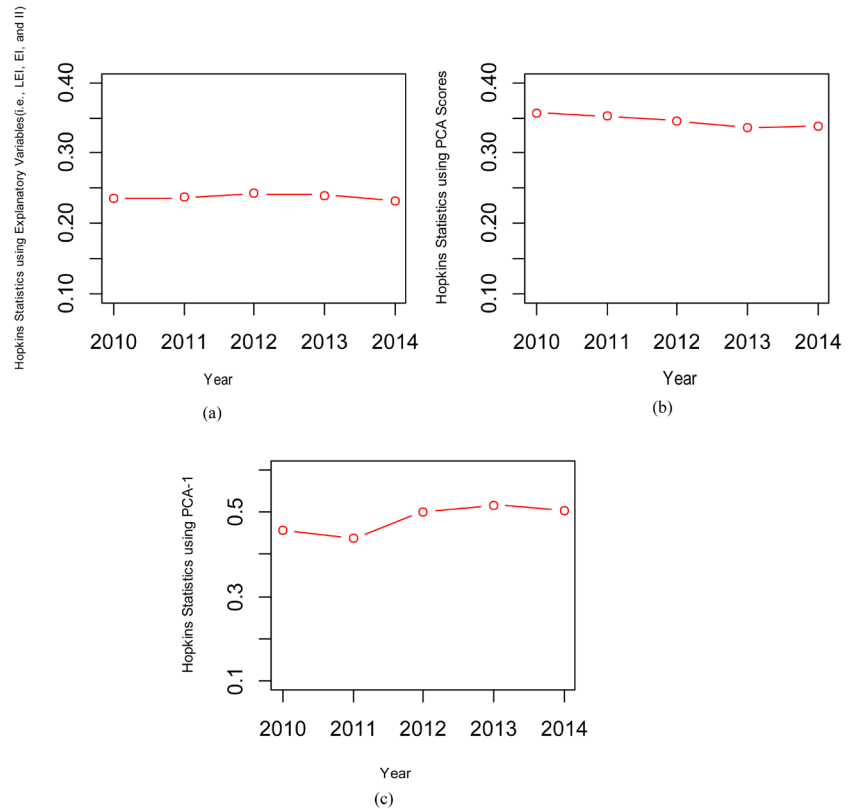 Hopkins Statistics using Explanatory Variables(i.e., LEI, EI, and II)
0.40
0.30
0.20
0.10
2010 2011 2012 2013 2014
Year
(a)
Hopkins Statistics using PCA Scores
0.40
0.30
0.20
0.10
2010 2011 2012 2013 2014
Year
(b)
Hopkins Statistics using PCA-1
0.5
0.3
0.1
2010 2011 2012 2013 2014
Year
(c)